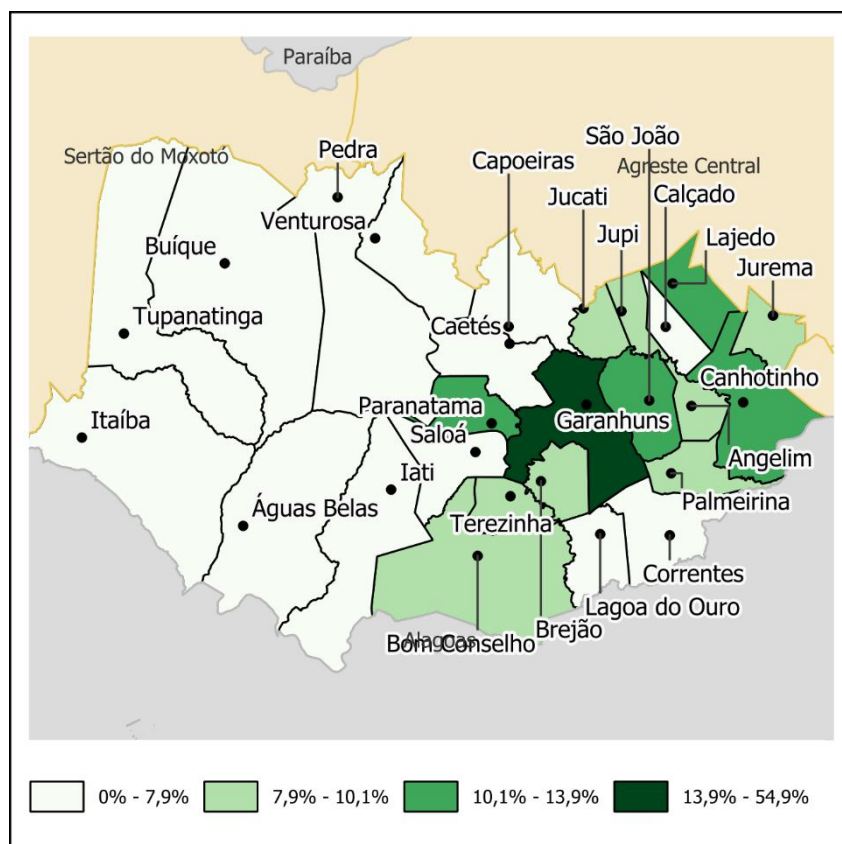 Paraíba
São João
Sertão do Moxotó
Pedra
Capoeiras
Agreste Central
Venturosa
Jucati
Calçado
Buíque
Jupi
Lajedo
Jurema
Tupanatinga
Caetés
Canhotinho
Itaíba
Paranatama
Garanhuns
Saloá
Angelim
Iati
Palmeirina
Águas Belas
Terezinha
Correntes
Lagoa do Ouro
Brejão
Alagoas
Bom Conselho
0% - 7,9%
7,9% - 10,1%
10,1% - 13,9%
13,9% - 54,9%